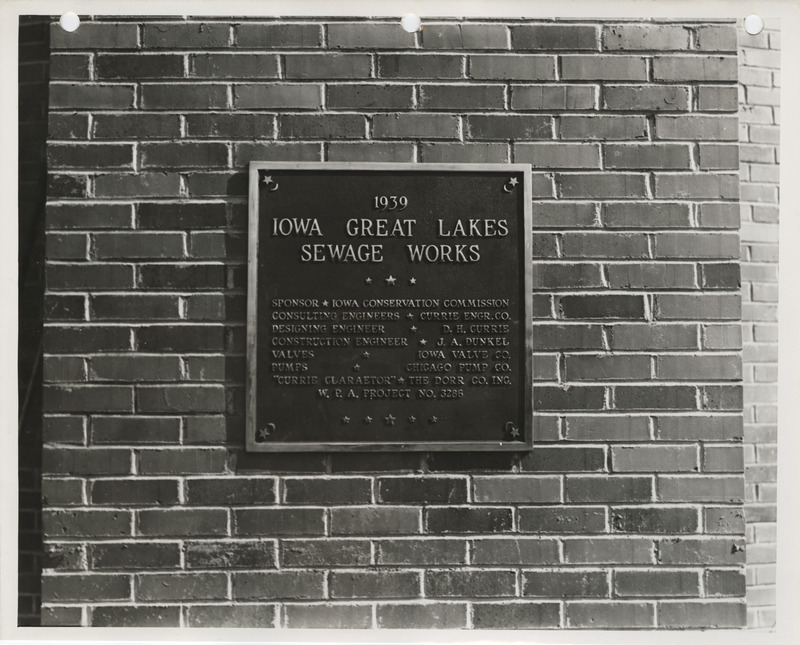 1939
IOWA GREAT LAKES
SEWAGE WORKS
★ ★ ★
SPONSOR ★ IOWA CONSERVATION COMMISSION
CONSULTING ENGINEERS ★ CURRIE ENGR. CO.
DESIGNING ENGINEER ★ D. H. CURRIE
CONSTRUCTION ENGINEER ★ J. A. DUNKEL
VALVES ★ IOWA VALVE CO.
PUMPS ★ CHICAGO PUMP CO.
"CURRIE CLARAETOR" ★ THE DORR CO. INC.
W. P. A. PROJECT NO. 3286
★ ★ ★ ★ ★